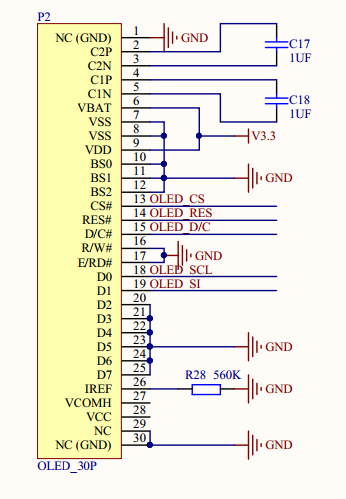 P2
NC (GND) 1 GND
C2P 2 C17
C2N 3 1UF
C1P 4
C1N 5 C18
VBAT 6 1UF
VSS 7
VSS 8 V3.3
VDD 9
BS0 10
BS1 11 GND
BS2 12
CS# 13 OLED_CS
RES# 14 OLED_RES
D/C# 15 OLED_D/C
R/W# 16
E/RD# 17 GND
D0 18 OLED_SCL
D1 19 OLED_SI
D2 20
D3 21
D4 22
D5 23 GND
D6 24
D7 25 R28 560K
IREF 26 GND
VCOMH 27
VCC 28
NC 29
NC (GND) 30 GND
OLED_30P